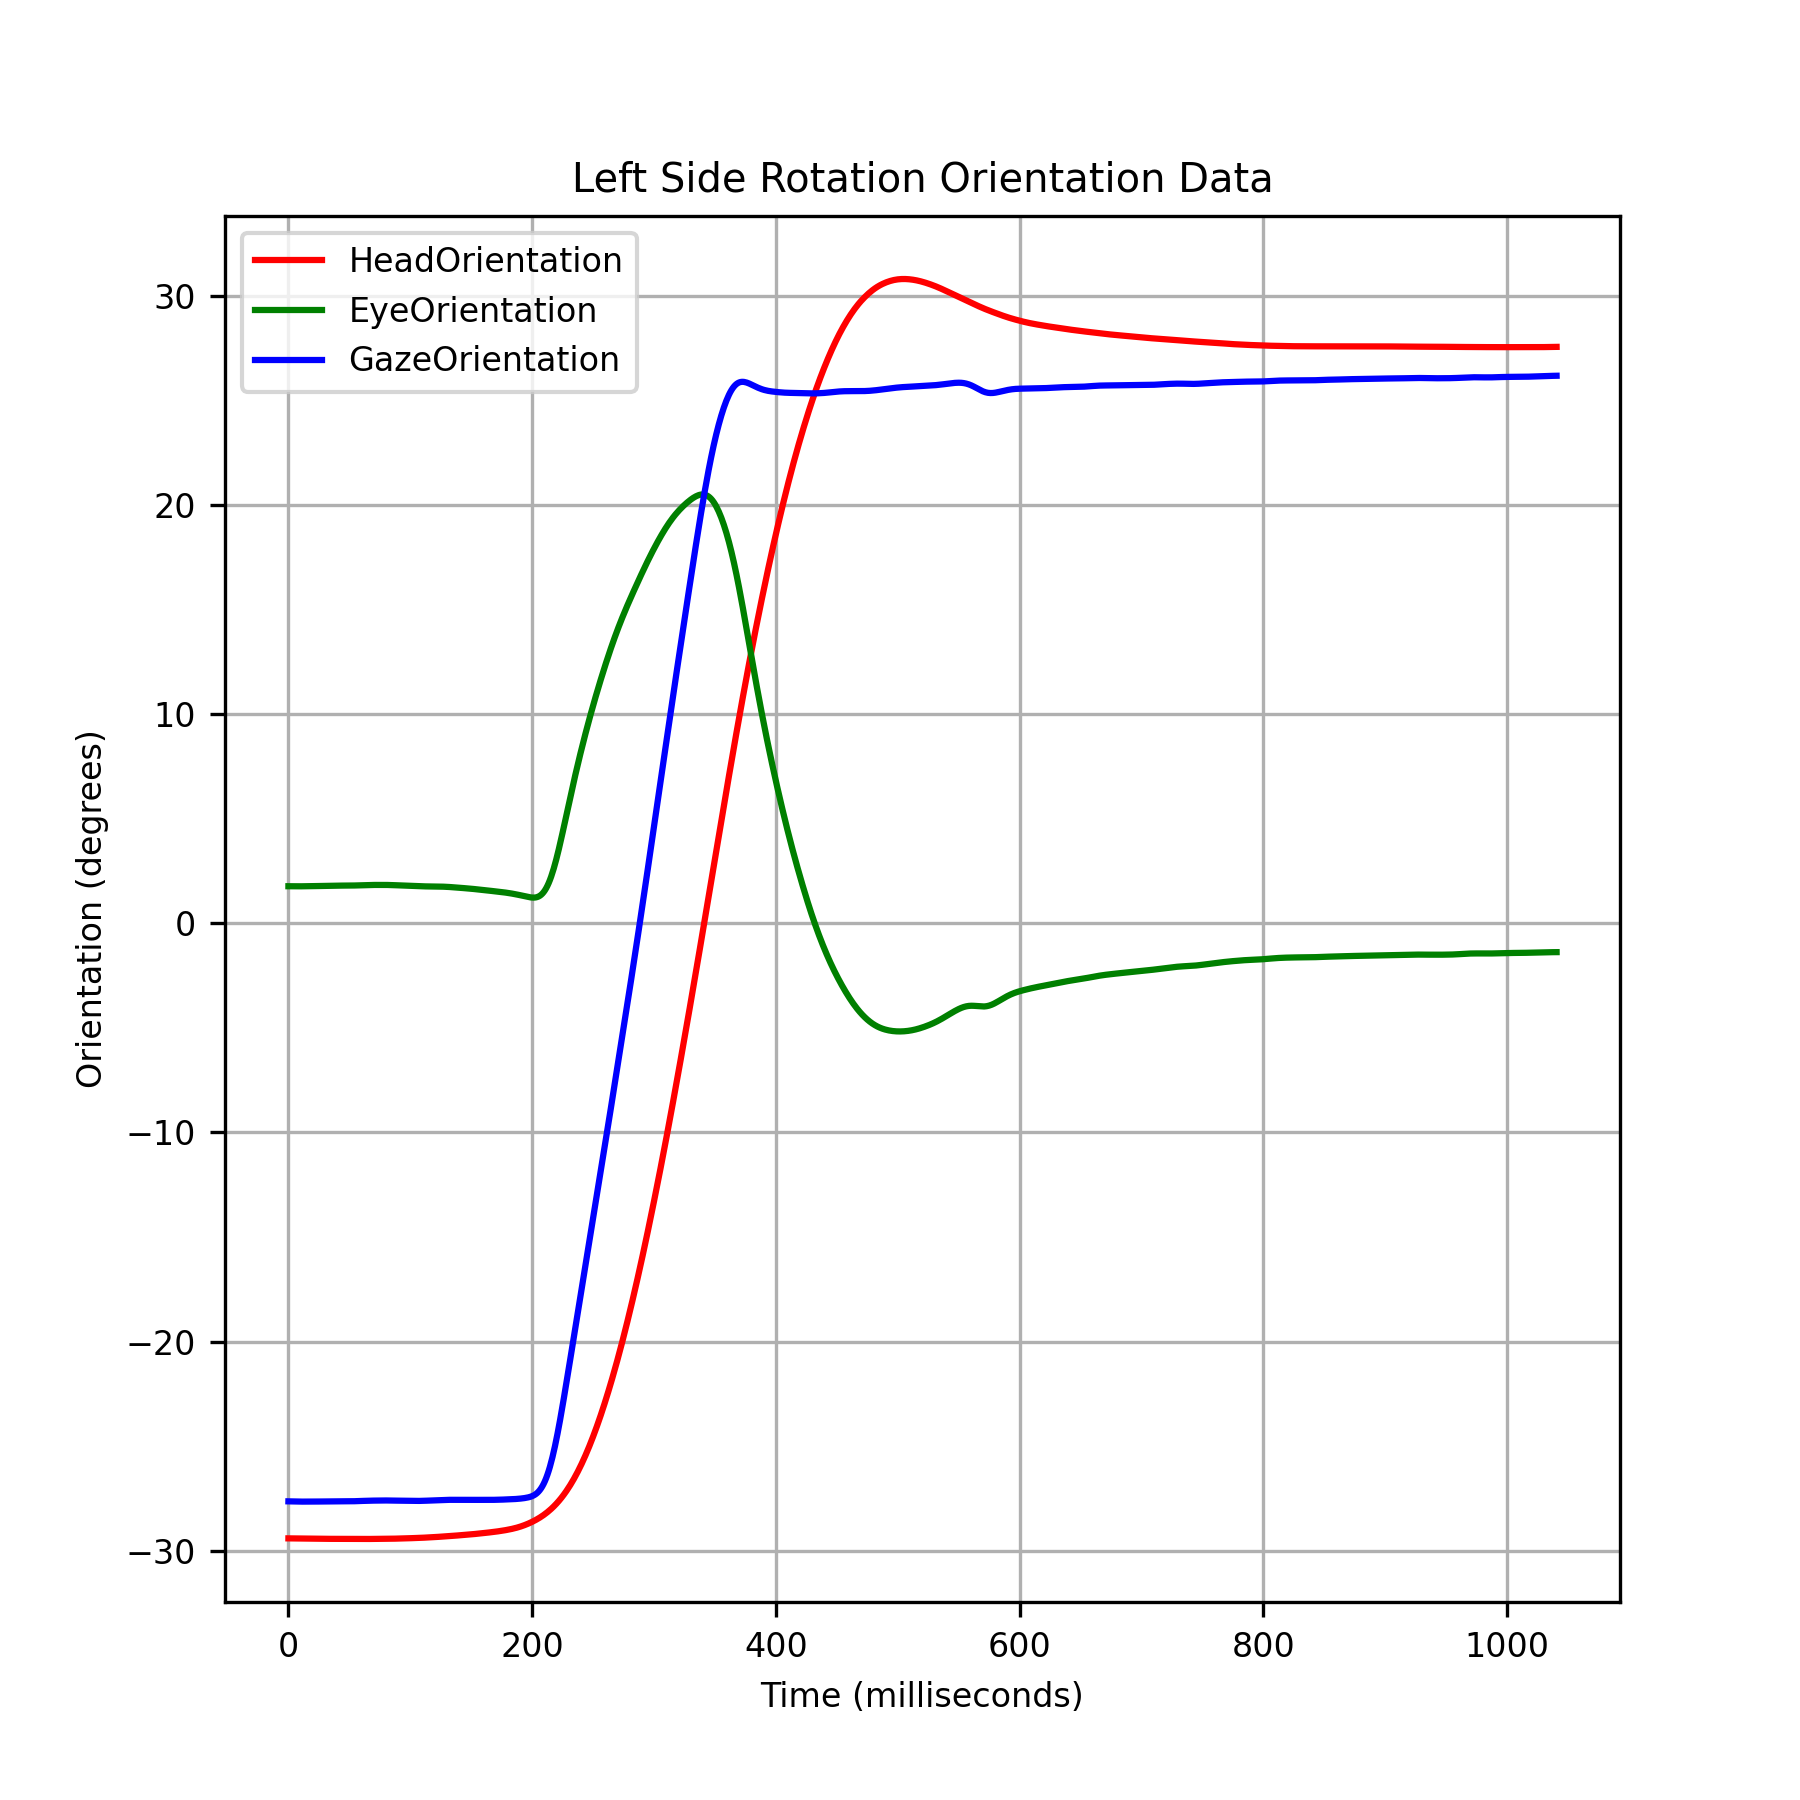 Left Side Rotation Orientation Data
HeadOrientation
EyeOrientation
GazeOrientation
30
20
10
0
−10
−20
−30
Orientation (degrees)
0 200 400 600 800 1000
Time (milliseconds)